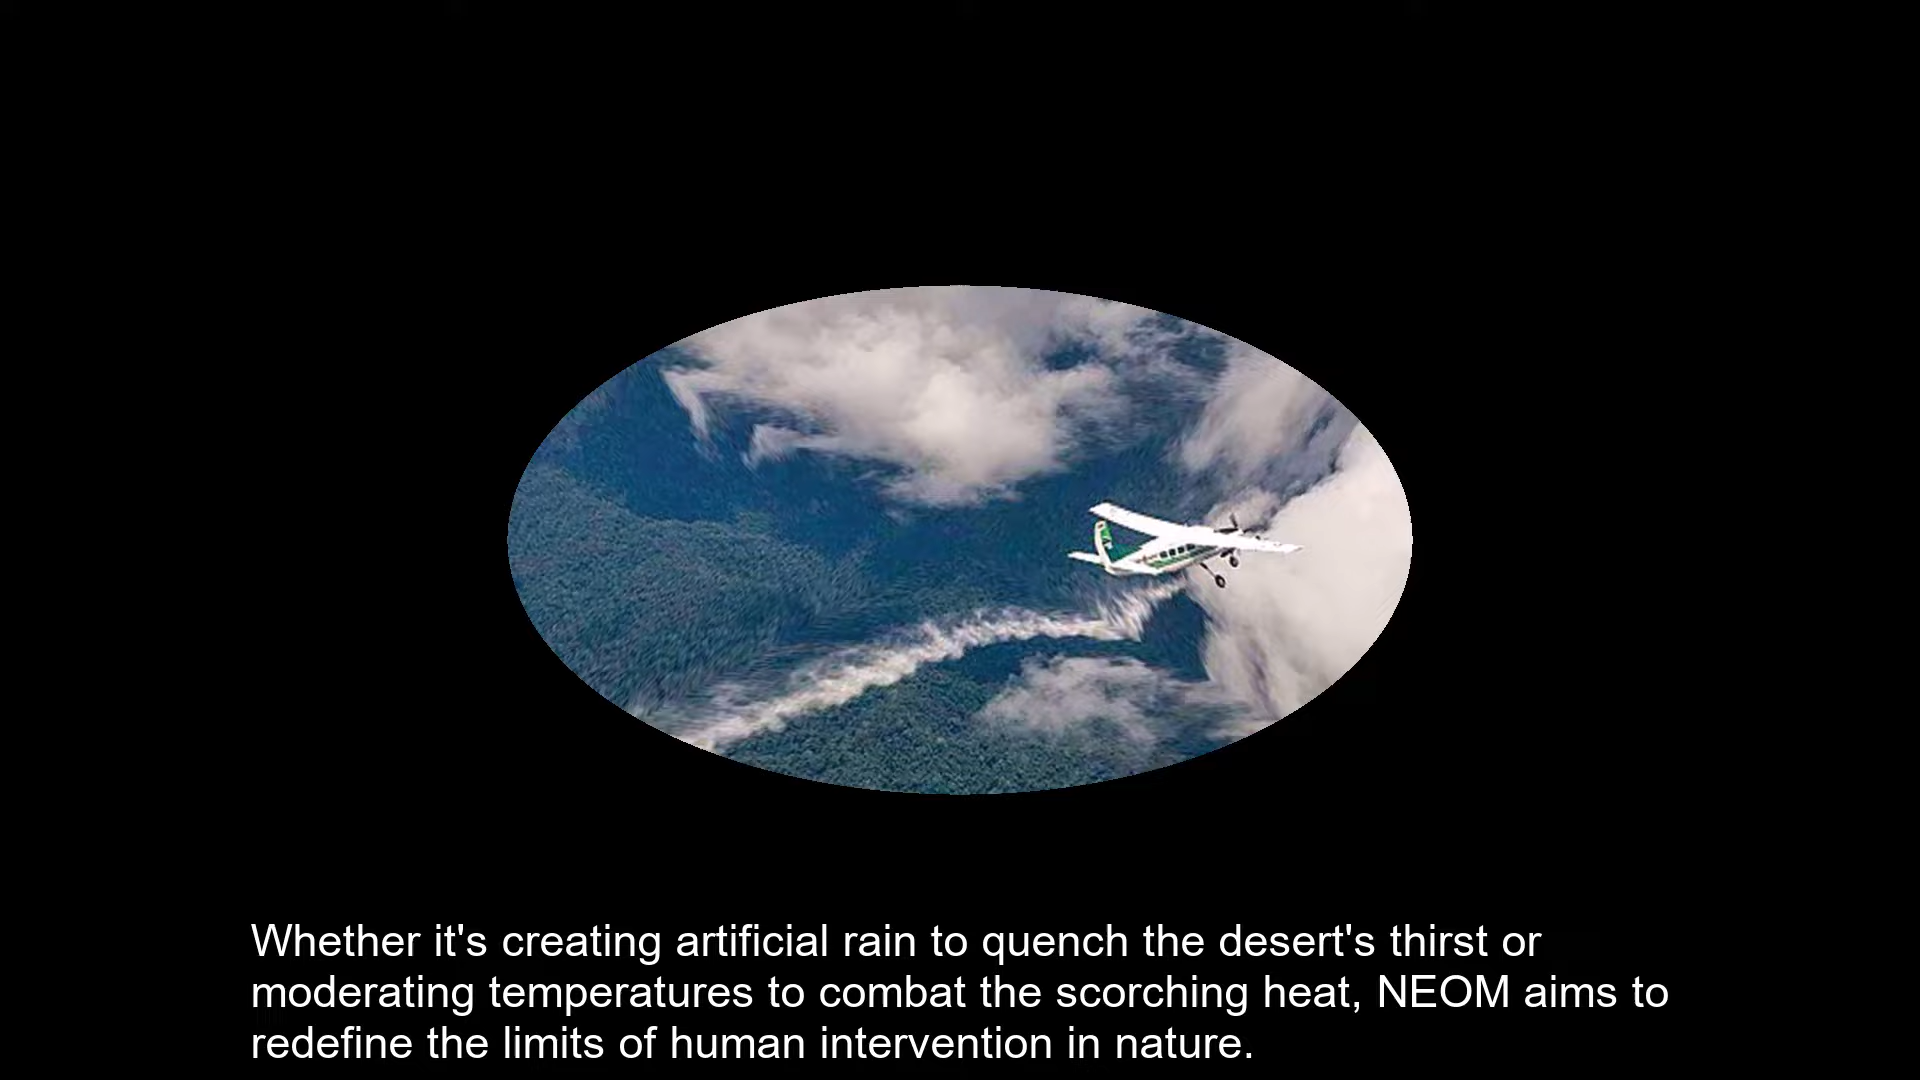 Whether it's creating artificial rain to quench the desert's thirst or
moderating temperatures to combat the scorching heat, NEOM aims to
redefine the limits of human intervention in nature.